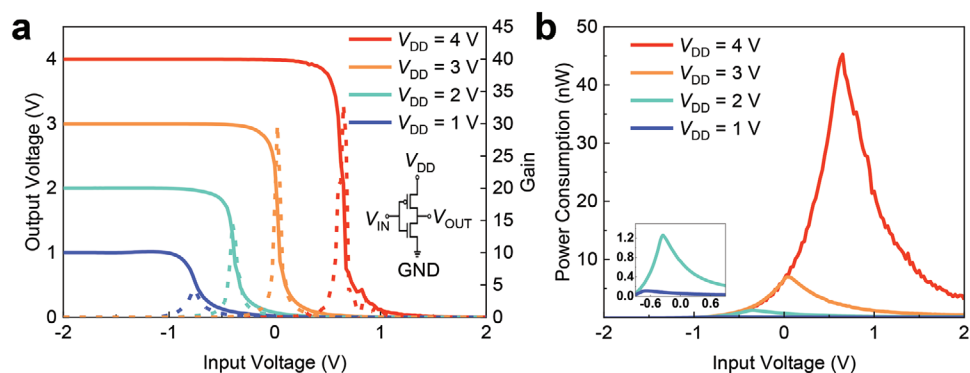 a
Output Voltage (V)
4
3
2
1
0
-2
-1
0
1
2
Input Voltage (V)
45
40
35
30
25
20
15
10
5
0
Gain
VDD = 4 V
VDD = 3 V
VDD = 2 V
VDD = 1 V
VDD
VIN
VOUT
GND
b
Power Consumption (nW)
50
40
30
20
10
0
-2
-1
0
1
2
Input Voltage (V)
VDD = 4 V
VDD = 3 V
VDD = 2 V
VDD = 1 V
1.2
0.8
0.4
0.0
-0.6
0.0
0.6